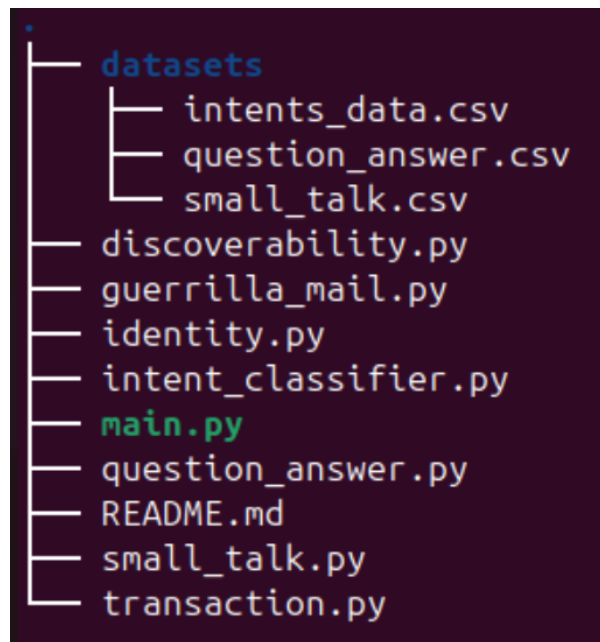 .
├── datasets
│   ├── intents_data.csv
│   ├── question_answer.csv
│   └── small_talk.csv
├── discoverability.py
├── guerrilla_mail.py
├── identity.py
├── intent_classifier.py
├── main.py
├── question_answer.py
├── README.md
├── small_talk.py
└── transaction.py